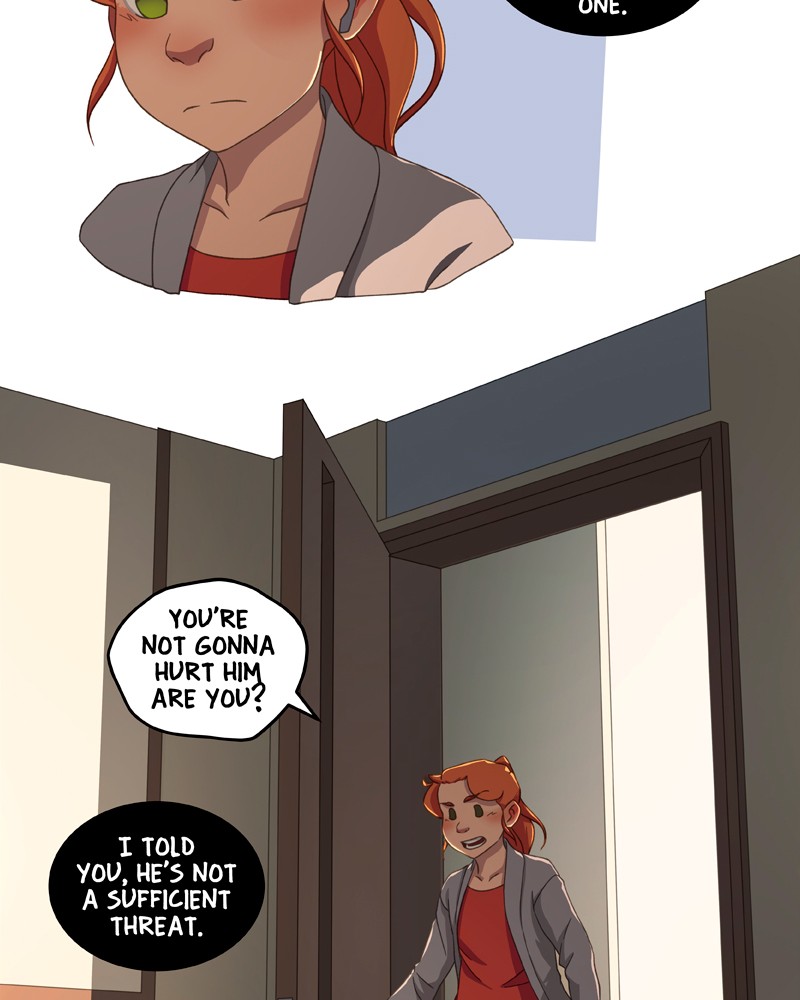 ONE.
YOU'RE
NOT GONNA
HURT HIM
ARE YOU?
I TOLD
YOU, HE'S NOT
A SUFFICIENT
THREAT.